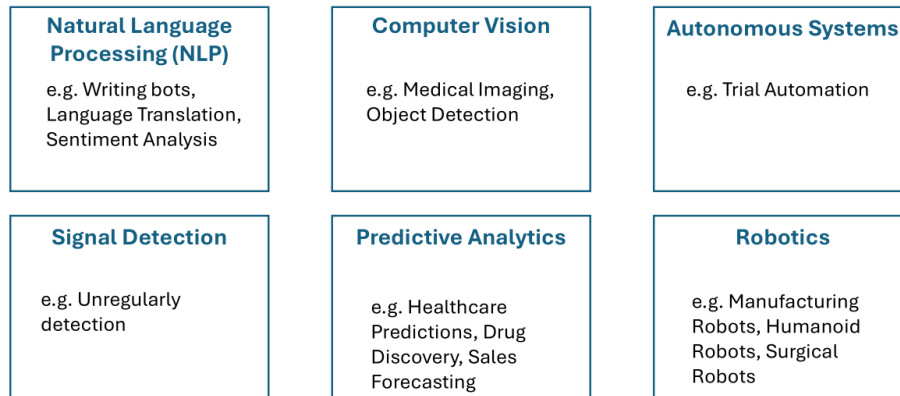 Natural Language
Processing (NLP)
e.g. Writing bots,
Language Translation,
Sentiment Analysis
Computer Vision
e.g. Medical Imaging,
Object Detection
Autonomous Systems
e.g. Trial Automation
Signal Detection
e.g. Unregularly
detection
Predictive Analytics
e.g. Healthcare
Predictions, Drug
Discovery, Sales
Forecasting
Robotics
e.g. Manufacturing
Robots, Humanoid
Robots, Surgical
Robots